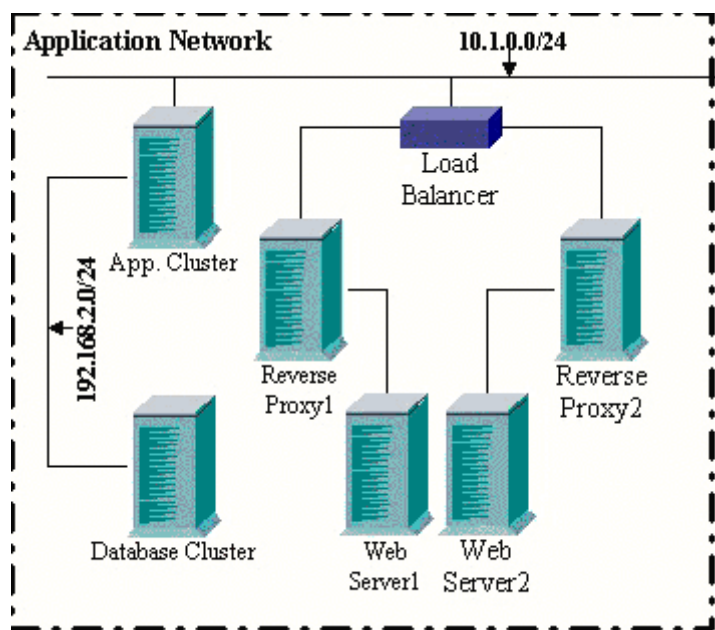 Application Network
10.1.0.0/24
Load
Balancer
App. Cluster
192.168.2.0/24
Reverse
Proxy1
Reverse
Proxy2
Database Cluster
Web
Server1
Web
Server2